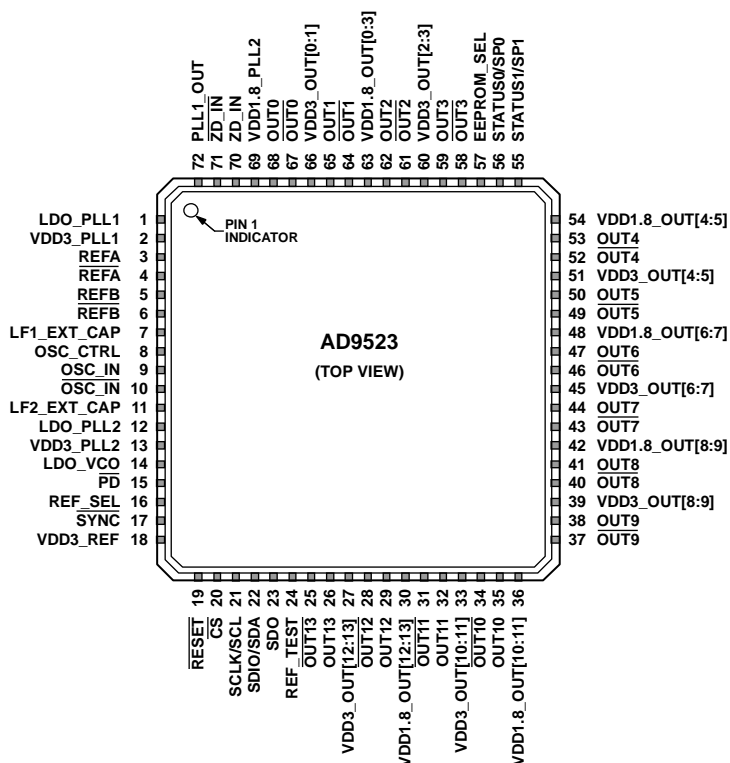 72 PLL1_OUT
71 ZD_IN
70 ZD_IN
69 VDD1.8_PLL2
68 OUT0
67 OUT0
66 VDD3_OUT[0:1]
65 OUT1
64 OUT1
63 VDD1.8_OUT[0:3]
62 OUT2
61 OUT2
60 VDD3_OUT[2:3]
59 OUT3
58 OUT3
57 EEPROM_SEL
56 STATUS0/SP0
55 STATUS1/SP1
LDO_PLL1 1
VDD3_PLL1 2
REFA 3
REFA 4
REFB 5
REFB 6
LF1_EXT_CAP 7
OSC_CTRL 8
OSC_IN 9
OSC_IN 10
LF2_EXT_CAP 11
LDO_PLL2 12
VDD3_PLL2 13
LDO_VCO 14
PD 15
REF_SEL 16
SYNC 17
VDD3_REF 18
PIN 1
INDICATOR
AD9523
(TOP VIEW)
54 VDD1.8_OUT[4:5]
53 OUT4
52 OUT4
51 VDD3_OUT[4:5]
50 OUT5
49 OUT5
48 VDD1.8_OUT[6:7]
47 OUT6
46 OUT6
45 VDD3_OUT[6:7]
44 OUT7
43 OUT7
42 VDD1.8_OUT[8:9]
41 OUT8
40 OUT8
39 VDD3_OUT[8:9]
38 OUT9
37 OUT9
RESET 19
CS 20
SCLK/SCL 21
SDIO/SDA 22
SDO 23
REF_TEST 24
OUT13 25
OUT13 26
VDD3_OUT[12:13] 27
OUT12 28
OUT12 29
VDD1.8_OUT[12:13] 30
OUT11 31
OUT11 32
VDD3_OUT[10:11] 33
OUT10 34
OUT10 35
VDD1.8_OUT[10:11] 36